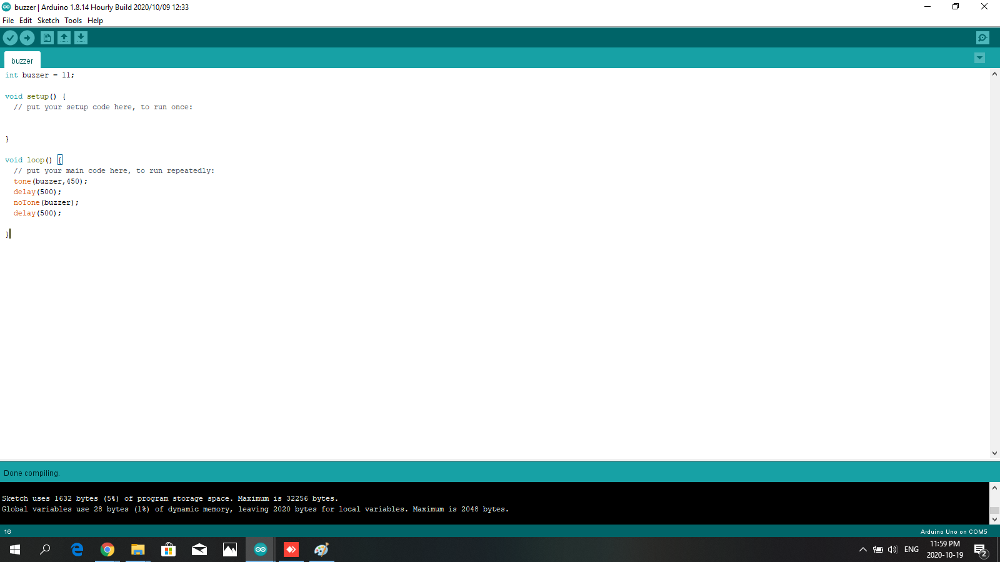 buzzer | Arduino 1.8.14 Hourly Build 2020/10/09 12:33
File Edit Sketch Tools Help
buzzer
int buzzer = 11;
void setup() {
// put your setup code here, to run once:
}
void loop() {
// put your main code here, to run repeatedly:
tone(buzzer,450);
delay(500);
noTone(buzzer);
delay(500);
}
Done compiling.
Sketch uses 1632 bytes (5%) of program storage space. Maximum is 32256 bytes.
Global variables use 28 bytes (1%) of dynamic memory, leaving 2020 bytes for local variables. Maximum is 2048 bytes.
16 Arduino Uno on COM5
ENG
11:59 PM
2020-10-19
2